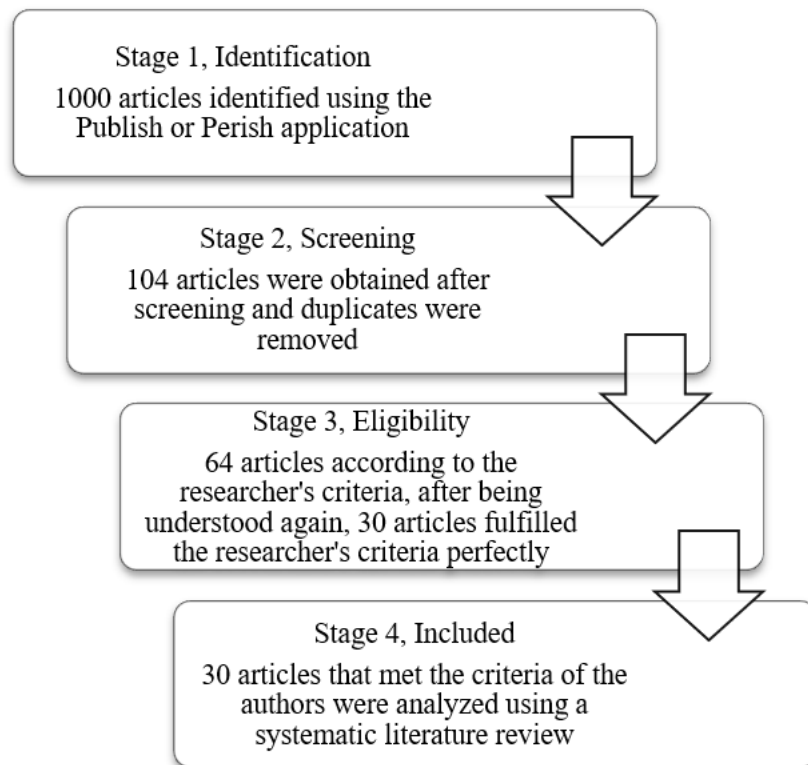 Stage 1, Identification
1000 articles identified using the
Publish or Perish application
Stage 2, Screening
104 articles were obtained after
screening and duplicates were
removed
Stage 3, Eligibility
64 articles according to the
researcher's criteria, after being
understood again, 30 articles fulfilled
the researcher's criteria perfectly
Stage 4, Included
30 articles that met the criteria of the
authors were analyzed using a
systematic literature review